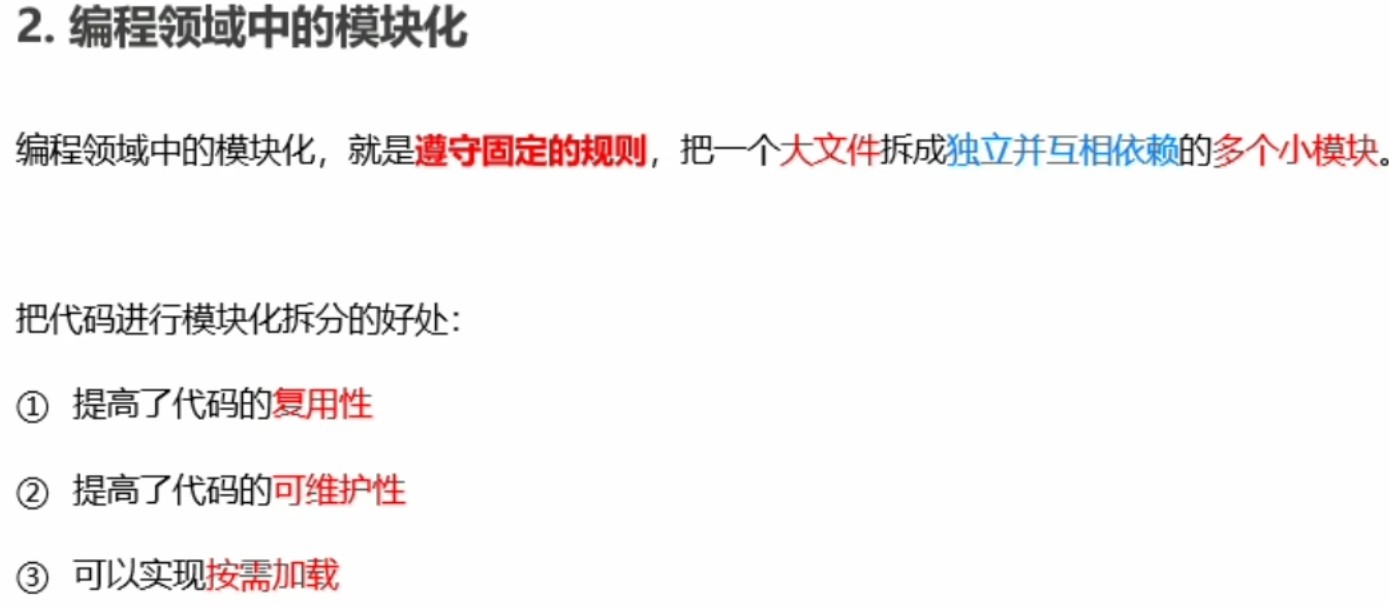 2. 编程领域中的模块化
编程领域中的模块化，就是遵守固定的规则，把一个大文件拆成独立并互相依赖的多个小模块。
把代码进行模块化拆分的好处：
① 提高了代码的复用性
② 提高了代码的可维护性
③ 可以实现按需加载